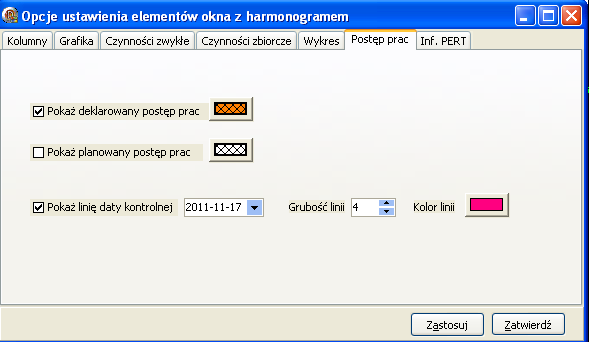 Opcje ustawienia elementów okna z harmonogramem
Kolumny Grafika Czynności zwykłe Czynności zbiorcze Wykres Postęp prac Inf. PERT
Pokaż deklarowany postęp prac
Pokaż planowany postęp prac
Pokaż linię daty kontrolnej 2011-11-17 Grubość linii 4 Kolor linii
Zastosuj Zatwierdź